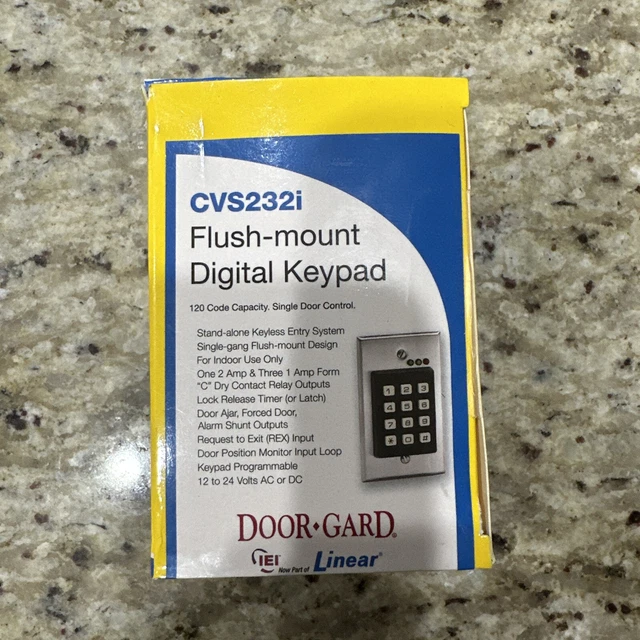 CVS232i
Flush-mount
Digital Keypad
120 Code Capacity. Single Door Control.
Stand-alone Keyless Entry System
Single-gang Flush-mount Design
For Indoor Use Only
One 2 Amp & Three 1 Amp Form
"C" Dry Contact Relay Outputs
Lock Release Timer (or Latch)
Door Ajar, Forced Door,
Alarm Shunt Outputs
Request to Exit (REX) Input
Door Position Monitor Input Loop
Keypad Programmable
12 to 24 Volts AC or DC
1 2 3
4 5 6
7 8 9
* 0 #
DOOR•GARD®
IEI Now Part of Linear®